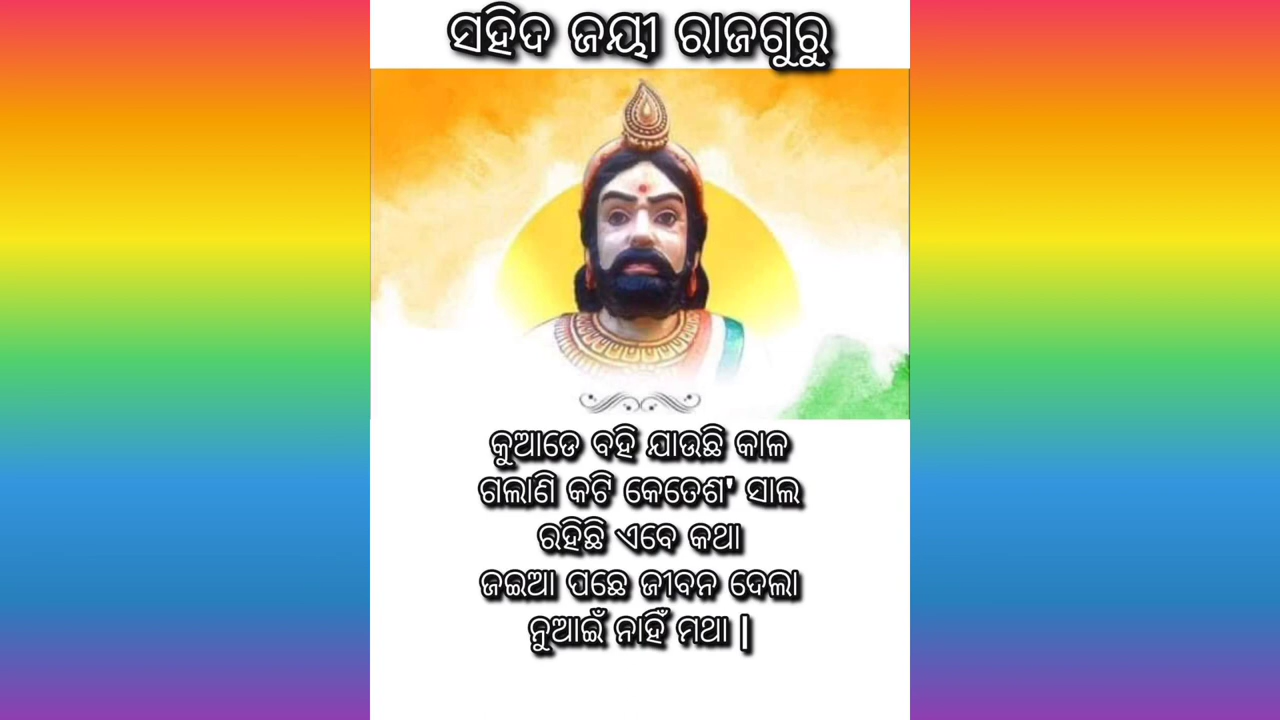 ସହିଦ ଜୟୀ ରାଜଗୁରୁ
କୁଆଡେ ବହି ଯାଉଛି କାଳ
ଗଲାଣି କଟି କେତେଶ' ସାଲ
ରହିଛି ଏବେ କଥା
ଜଇଆ ପଛେ ଜୀବନ ଦେଲା
ନୁଆଇଁ ନାହିଁ ମଥା |